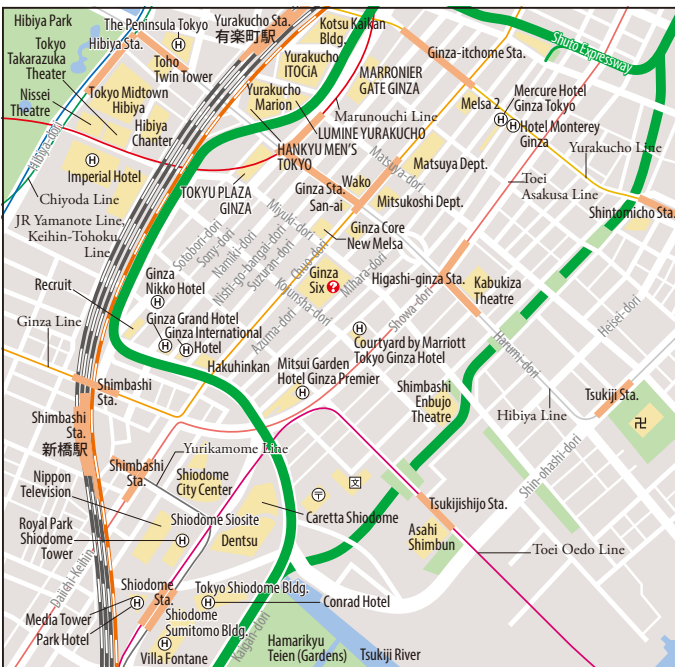 Hibiya Park
The Peninsula Tokyo
Yurakucho Sta.
有楽町駅
Kotsu Kaikan
Bldg.
Hibiya Sta.
Tokyo
Takarazuka
Theater
Toho
Twin Tower
Yurakucho
ITOCiA
Ginza-itchome Sta.
Shuto Expressway
Nissei
Theatre
Tokyo Midtown
Hibiya
Yurakucho
Marion
MARRONIER
GATE GINZA
Mercure Hotel
Ginza Tokyo
Melsa 2
Hibiya
Chanter
Marunouchi Line
LUMINE YURAKUCHO
Hotel Monterey
Ginza
Hibiya-dori
HANKYU MEN'S
TOKYO
Matsuya-dori
Matsuya Dept.
Yurakucho Line
Imperial Hotel
Chiyoda Line
TOKYU PLAZA
GINZA
Ginza Sta.
Wako
San-ai
Mitsukoshi Dept.
Toei
Asakusa Line
Shintomicho Sta.
JR Yamanote Line
Keihin-Tohoku
Line
Sotobori-dori
Sony-dori
Namiki-dori
Nishi-go-bangai-dori
Suzuran-dori
Miyuki-dori
Chuo-dori
Ginza Core
New Melsa
Recruit
Ginza
Nikko Hotel
Ginza
Six
?
Mihara-dori
Higashi-ginza Sta.
Kabukiza
Theatre
Azuma-dori
Kojunsha-dori
Showa-dori
Heisei-dori
Ginza Line
Ginza Grand Hotel
Ginza International
Hotel
Courtyard by Marriott
Tokyo Ginza Hotel
Harumi-dori
Hakuhinkan
Mitsui Garden
Hotel Ginza Premier
Shimbashi
Sta.
Shimbashi
Enbujo
Theatre
Tsukiji Sta.
Hibiya Line
Shimbashi
Sta.
新橋駅
卍
Yurikamome Line
Shimbashi
Sta.
Shin-ohashi-dori
Nippon
Television
Shiodome
City Center
文
〒
Tsukijishijo Sta.
Royal Park
Shiodome
Tower
Shiodome Siosite
Caretta Shiodome
Dentsu
Asahi
Shimbun
Toei Oedo Line
Daiichi-Keihin
Shiodome
Sta.
Tokyo Shiodome Bldg.
Conrad Hotel
Media Tower
Park Hotel
Shiodome
Sumitomo Bldg.
Kaigan-dori
Villa Fontane
Hamarikyu
Teien (Gardens)
Tsukiji River
H
H
H
H
H
H
H
H
H
H
H
H
H